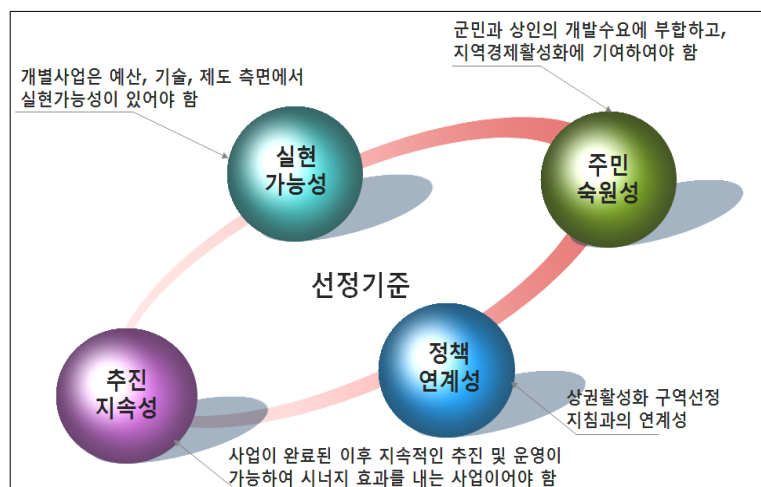 군민과 상인의 개발수요에 부합하고,
지역경제활성화에 기여하여야 함
개별사업은 예산, 기술, 제도 측면에서
실현가능성이 있어야 함
실현
가능성
주민
숙원성
선정기준
추진
지속성
정책
연계성
상권활성화 구역선정
지침과의 연계성
사업이 완료된 이후 지속적인 추진 및 운영이
가능하여 시너지 효과를 내는 사업이어야 함